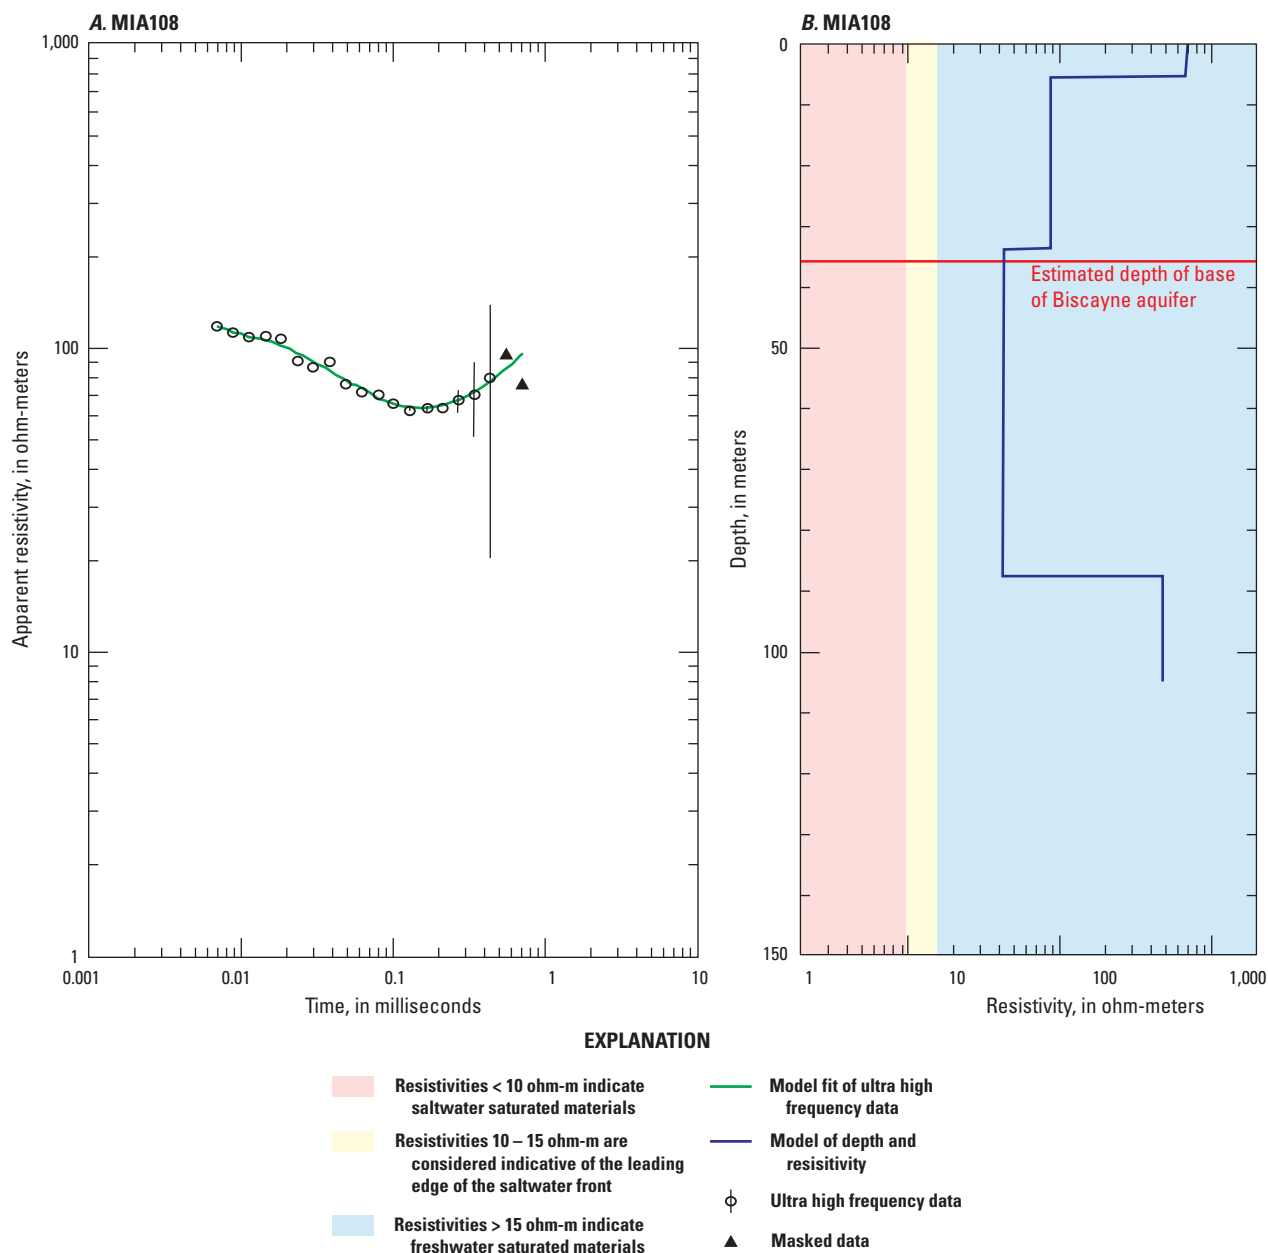 A. MIA108
1,000
100
10
1
0.001
0.01
0.1
1
10
Apparent resistivity, in ohm-meters
Time, in milliseconds
B. MIA108
0
50
100
150
1
10
100
1,000
Depth, in meters
Resistivity, in ohm-meters
Estimated depth of base
of Biscayne aquifer
EXPLANATION
Resistivities < 10 ohm-m indicate
saltwater saturated materials
Resistivities 10 – 15 ohm-m are
considered indicative of the leading
edge of the saltwater front
Resistivities > 15 ohm-m indicate
freshwater saturated materials
Model fit of ultra high
frequency data
Model of depth and
resisitivity
Ultra high frequency data
Masked data